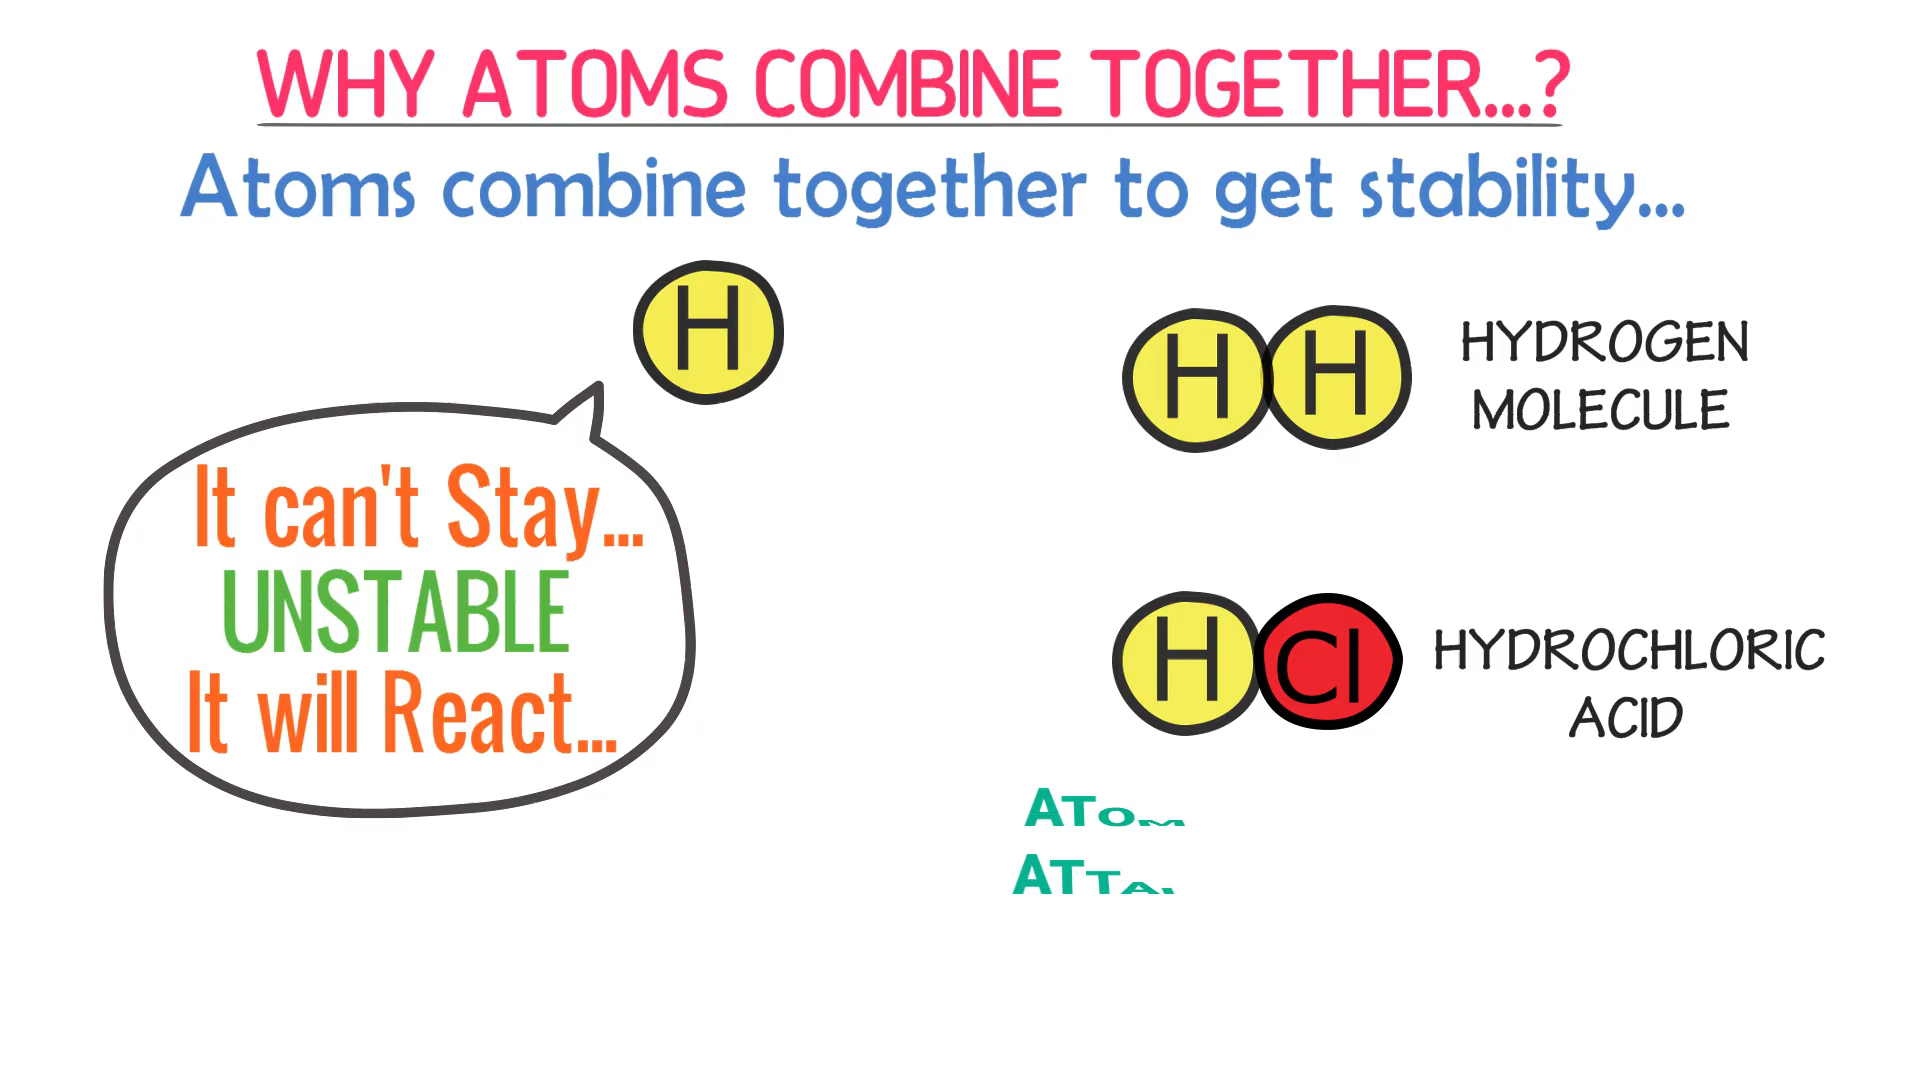 WHY ATOMS COMBINE TOGETHER...?
Atoms combine together to get stability...
H
It can't Stay...
UNSTABLE
It will React...
H H
HYDROGEN
MOLECULE
H Cl
HYDROCHLORIC
ACID
ATOM